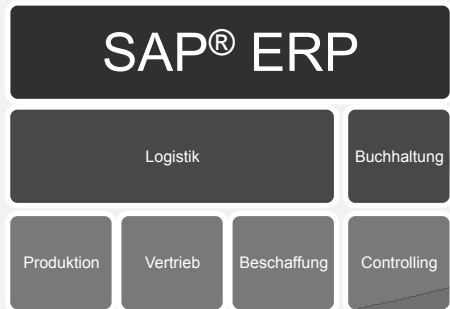 SAP® ERP
Logistik
Buchhaltung
Produktion
Vertrieb
Beschaffung
Controlling